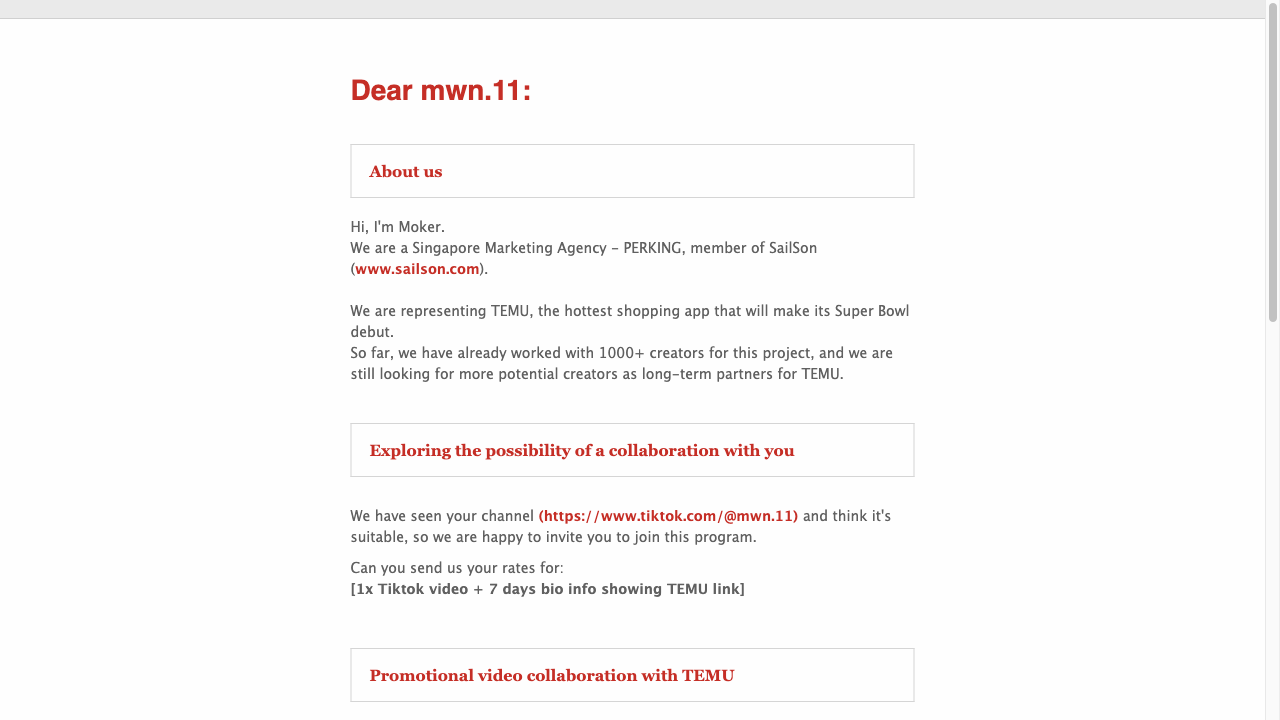 Dear mwn.11:
About us
Hi, I'm Moker.
We are a Singapore Marketing Agency – PERKING, member of SailSon
(www.sailson.com).
We are representing TEMU, the hottest shopping app that will make its Super Bowl
debut.
So far, we have already worked with 1000+ creators for this project, and we are
still looking for more potential creators as long-term partners for TEMU.
Exploring the possibility of a collaboration with you
We have seen your channel (https://www.tiktok.com/@mwn.11) and think it's
suitable, so we are happy to invite you to join this program.
Can you send us your rates for:
[1x Tiktok video + 7 days bio info showing TEMU link]
Promotional video collaboration with TEMU